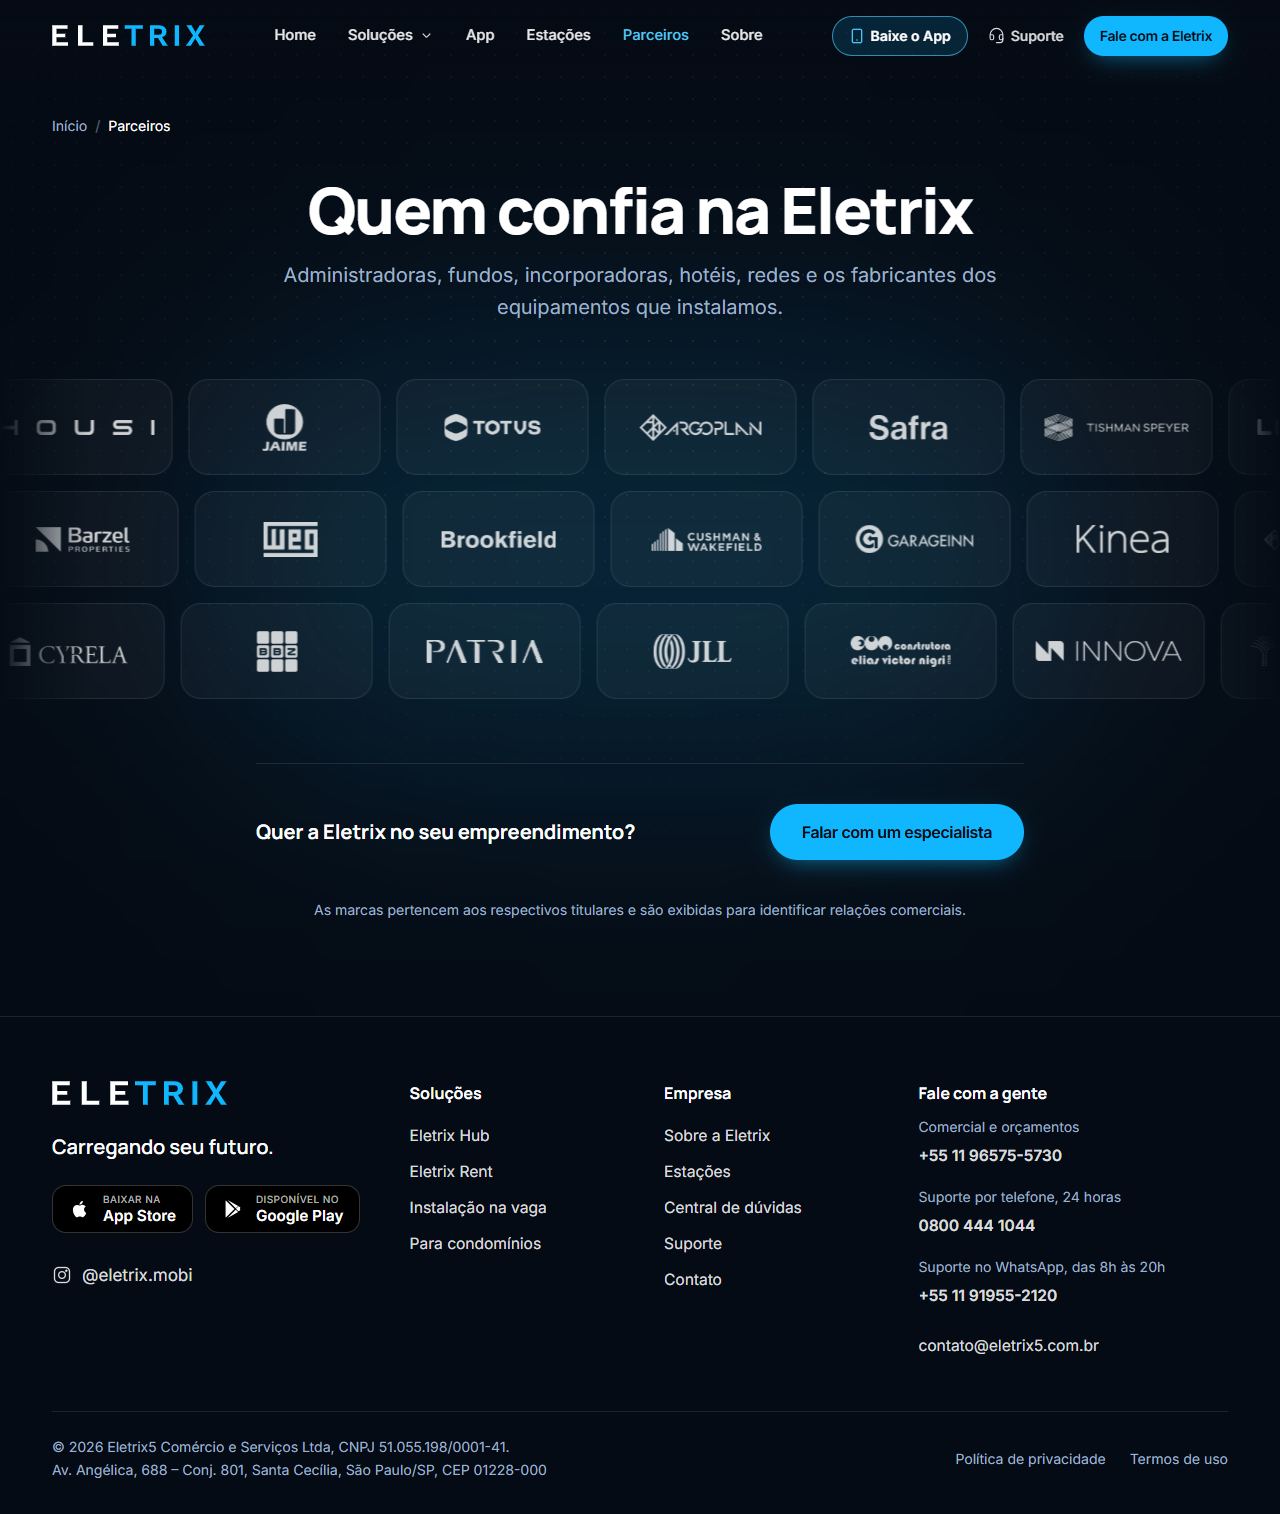 ELETRIX
Home
Soluções
App
Estações
Parceiros
Sobre
Baixe o App
Suporte
Fale com a Eletrix
Início / Parceiros
Quem confia na Eletrix
Administradoras, fundos, incorporadoras, hotéis, redes e os fabricantes dos
equipamentos que instalamos.
HOUSI
JAIME
TOTVS
ARGOPLAN
Safra
TISHMAN SPEYER
Barzel
PROPERTIES
WEG
Brookfield
CUSHMAN &
WAKEFIELD
GARAGEINN
Kinea
CYRELA
BBZ
PATRIA
JLL
construtora
elias victor nigri
INNOVA
Quer a Eletrix no seu empreendimento?
Falar com um especialista
As marcas pertencem aos respectivos titulares e são exibidas para identificar relações comerciais.
ELETRIX
Carregando seu futuro.
BAIXAR NA
App Store
DISPONÍVEL NO
Google Play
@eletrix.mobi
Soluções
Eletrix Hub
Eletrix Rent
Instalação na vaga
Para condomínios
Empresa
Sobre a Eletrix
Estações
Central de dúvidas
Suporte
Contato
Fale com a gente
Comercial e orçamentos
+55 11 96575-5730
Suporte por telefone, 24 horas
0800 444 1044
Suporte no WhatsApp, das 8h às 20h
+55 11 91955-2120
contato@eletrix5.com.br
© 2026 Eletrix5 Comércio e Serviços Ltda, CNPJ 51.055.198/0001-41.
Av. Angélica, 688 – Conj. 801, Santa Cecília, São Paulo/SP, CEP 01228-000
Política de privacidade
Termos de uso